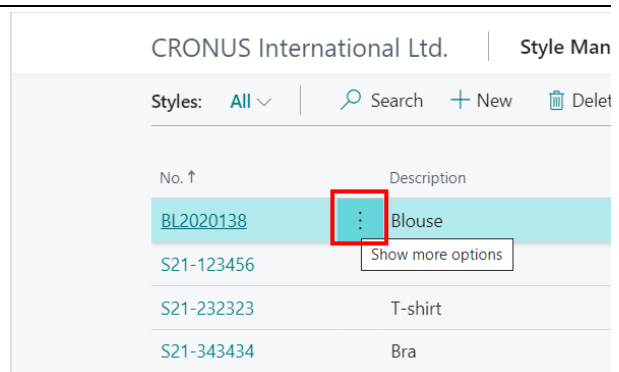 CRONUS International Ltd. Style Man
Styles: All Search + New Delet
No. ↑ Description
BL2020138 Blouse
Show more options
S21-123456
S21-232323 T-shirt
S21-343434 Bra